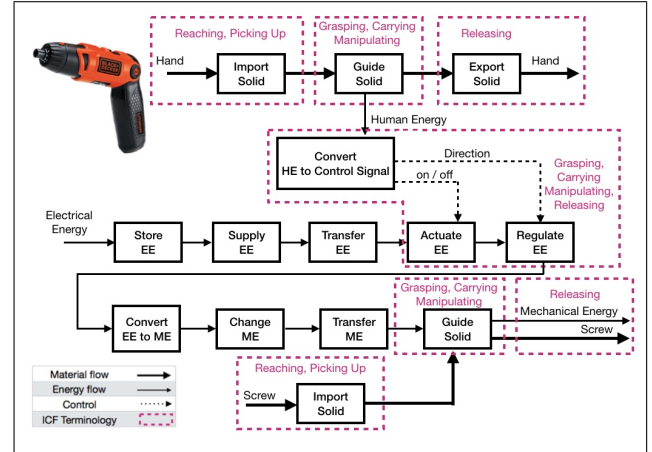 Reaching, Picking Up
Grasping, Carrying
Manipulating
Releasing
Hand
Import
Solid
Guide
Solid
Export
Solid
Hand
BLACK+
DECKER
Human Energy
Convert
HE to Control Signal
Direction
on / off
Grasping,
Carrying
Manipulating,
Releasing
Electrical
Energy
Store
EE
Supply
EE
Transfer
EE
Actuate
EE
Regulate
EE
Convert
EE to ME
Change
ME
Transfer
ME
Grasping, Carrying
Manipulating
Guide
Solid
Releasing
Mechanical Energy
Screw
Reaching, Picking Up
Screw
Import
Solid
Material flow
Energy flow
Control
ICF Terminology